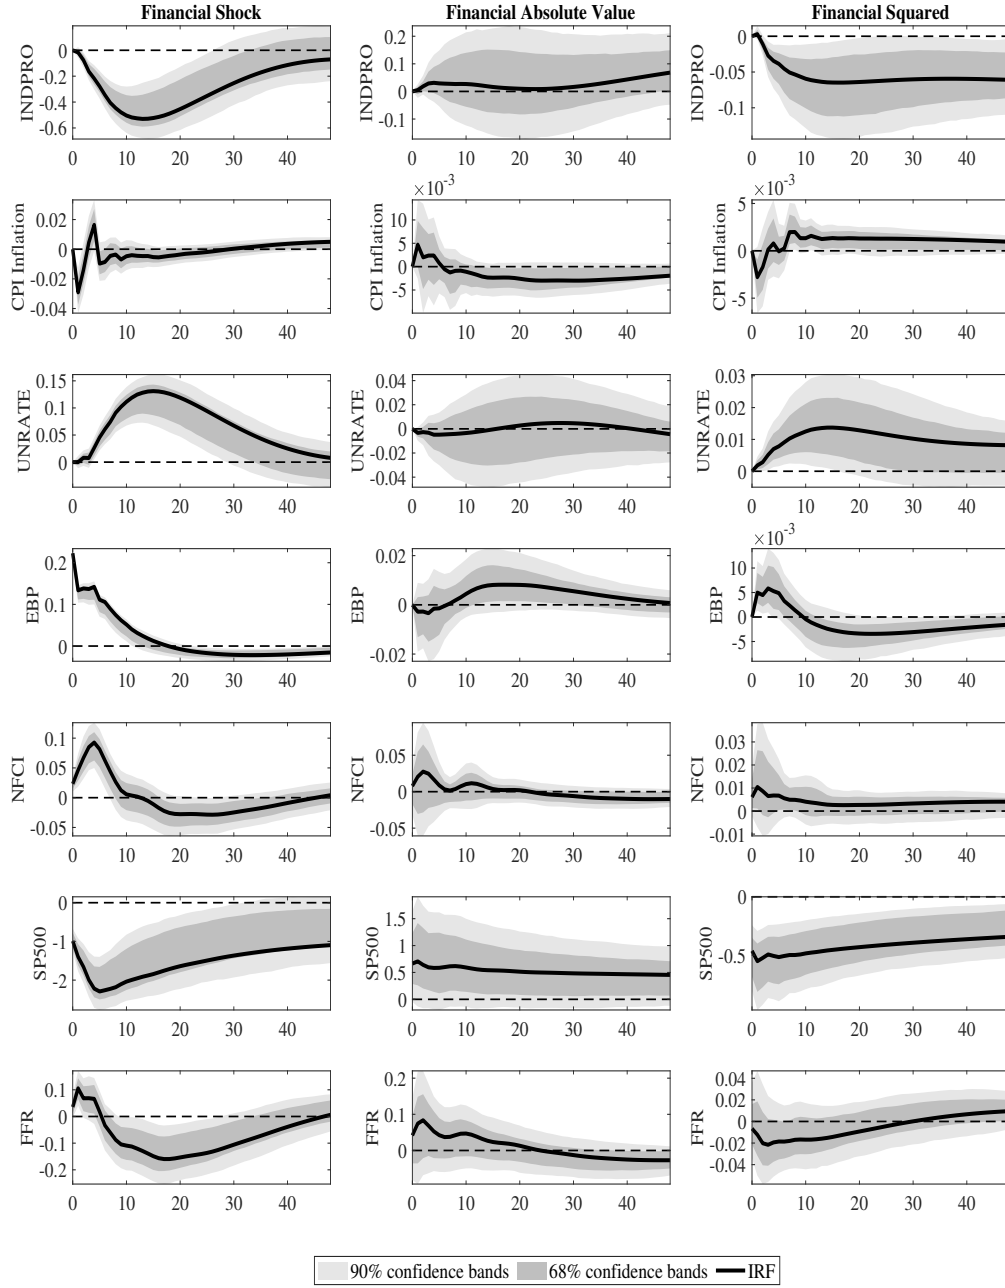 Financial Shock Financial Absolute Value Financial Squared
INDPRO 0 -0.2 -0.4 -0.6 0 10 20 30 40
INDPRO 0.2 0.1 0 -0.1 0 10 20 30 40
INDPRO 0 -0.05 -0.1 0 10 20 30 40
CPI Inflation 0.02 0 -0.02 -0.04 0 10 20 30 40
CPI Inflation ×10⁻³ 10 5 0 -5 0 10 20 30 40
CPI Inflation ×10⁻³ 5 0 -5 0 10 20 30 40
UNRATE 0.15 0.1 0.05 0 0 10 20 30 40
UNRATE 0.04 0.02 0 -0.02 -0.04 0 10 20 30 40
UNRATE 0.03 0.02 0.01 0 0 10 20 30 40
EBP 0.2 0.1 0 0 10 20 30 40
EBP 0.02 0 -0.02 0 10 20 30 40
EBP ×10⁻³ 10 5 0 -5 0 10 20 30 40
NFCI 0.1 0.05 0 -0.05 0 10 20 30 40
NFCI 0.05 0 -0.05 0 10 20 30 40
NFCI 0.03 0.02 0.01 0 -0.01 0 10 20 30 40
SP500 0 -1 -2 0 10 20 30 40
SP500 1.5 1 0.5 0 0 10 20 30 40
SP500 0 -0.5 0 10 20 30 40
FFR 0.1 0 -0.1 -0.2 0 10 20 30 40
FFR 0.2 0.1 0 0 10 20 30 40
FFR 0.04 0.02 0 -0.02 -0.04 0 10 20 30 40
90% confidence bands 68% confidence bands IRF